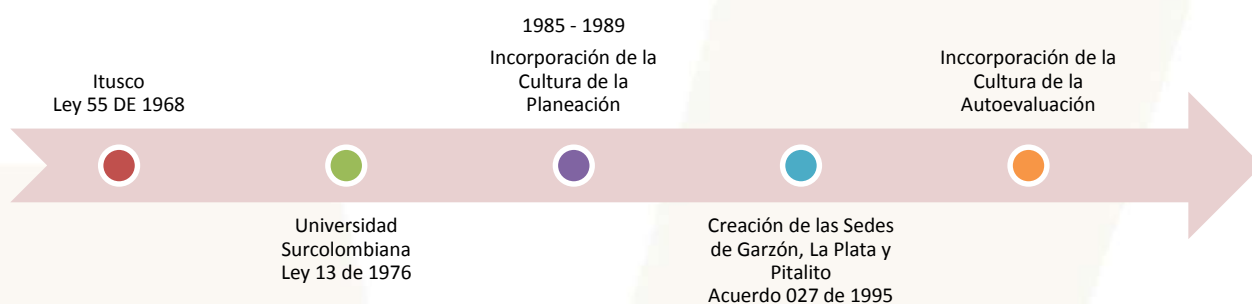 Itusco
Ley 55 DE 1968
Universidad
Surcolombiana
Ley 13 de 1976
1985 - 1989
Incorporación de la
Cultura de la
Planeación
Creación de las Sedes
de Garzón, La Plata y
Pitalito
Acuerdo 027 de 1995
Inccorporación de la
Cultura de la
Autoevaluación